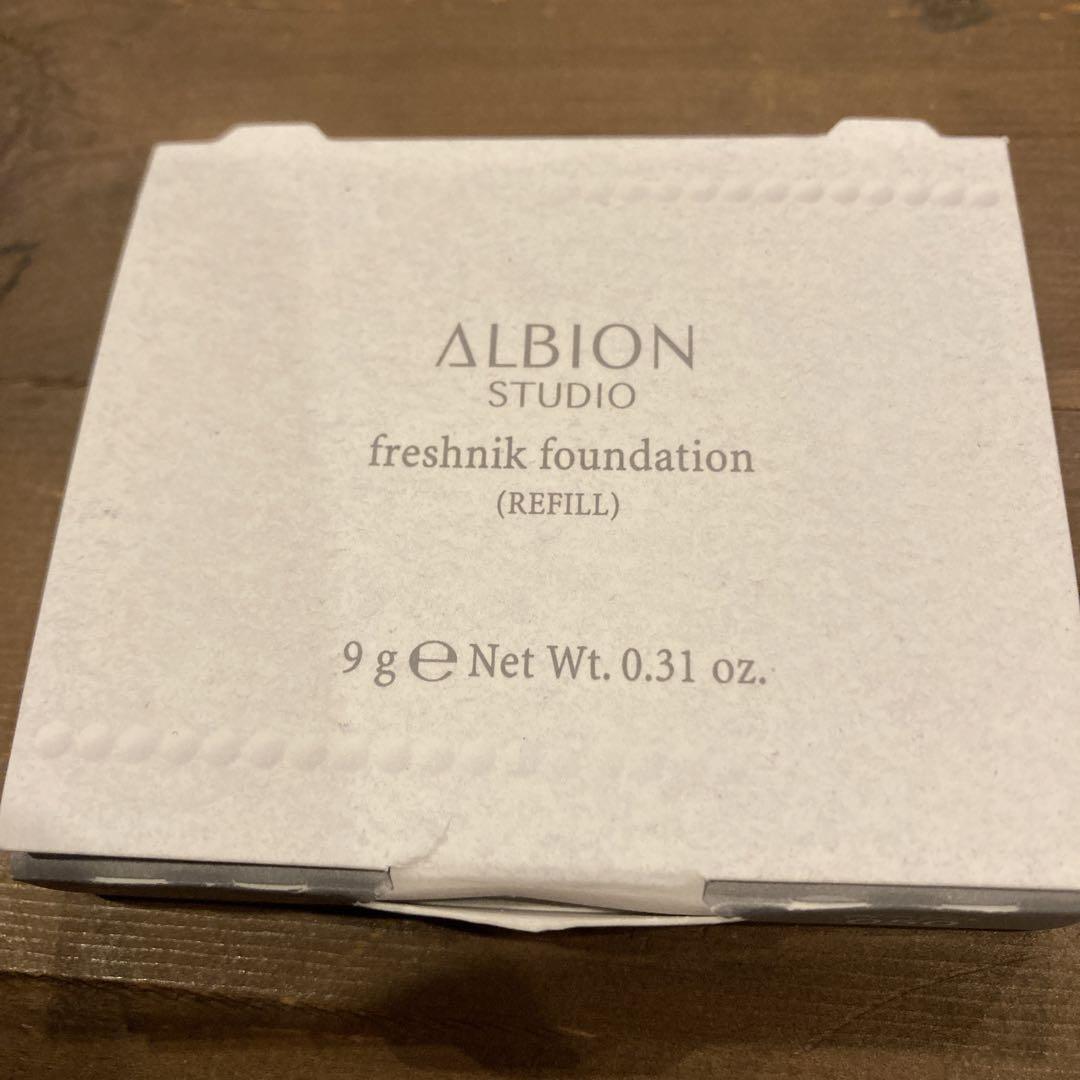 ALBION
STUDIO
freshnik foundation
(REFILL)
9 g ℮ Net Wt. 0.31 oz.